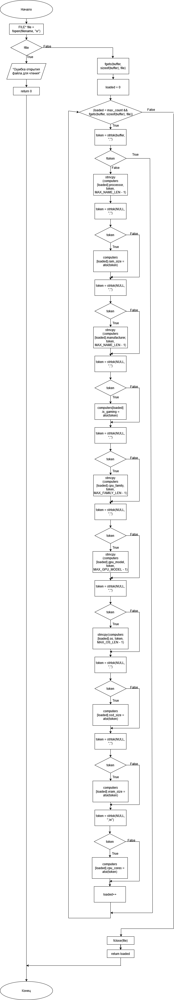 Начало
FILE* file =
fopen(filename, "w")
!file
False
True
"Ошибка открытия
файла для чтения"
return 0
fgets(buffer,
sizeof(buffer), file)
loaded = 0
(loaded < max_count &&
fgets(buffer, sizeof(buffer), file))
False
True
token = strtok(buffer,
",")
!token
True
False
strncpy
(computers
[loaded].processor,
token,
MAX_NAME_LEN - 1)
token = strtok(NULL,
",")
token
False
True
computers
[loaded].ram_size =
atoi(token)
token = strtok(NULL,
",")
token
False
True
strncpy
(computers
[loaded].manufacturer,
token,
MAX_NAME_LEN - 1)
token = strtok(NULL,
",")
token
False
True
computers[loaded]
.is_gaming =
atoi(token)
token = strtok(NULL,
",")
token
False
True
strncpy
(computers
[loaded].cpu_family,
token,
MAX_FAMILY_LEN - 1)
token = strtok(NULL,
",")
token
False
True
strncpy
(computers
[loaded].gpu_model,
token,
MAX_GPU_MODEL - 1)
token = strtok(NULL,
",")
token
False
True
strncpy(computers
[loaded].os, token,
MAX_OS_LEN - 1)
token = strtok(NULL,
",")
token
False
True
computers
[loaded].ssd_size =
atoi(token)
token = strtok(NULL,
",")
token
False
True
computers
[loaded].vram_size =
atoi(token)
token = strtok(NULL,
",\n")
token
False
True
computers
[loaded].cpu_cores =
atoi(token)
loaded++
fclose(file)
return loaded
Конец